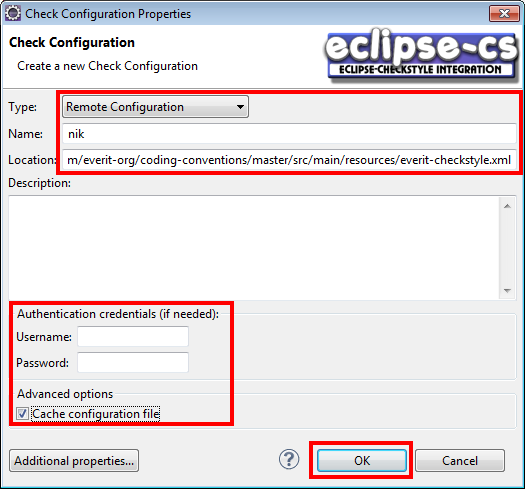 Check Configuration Properties
Check Configuration
Create a new Check Configuration
eclipse-cs
ECLIPSE-CHECKSTYLE INTEGRATION
Type: Remote Configuration
Name: nik
Location: m/everit-org/coding-conventions/master/src/main/resources/everit-checkstyle.xml
Description:
Authentication credentials (if needed):
Username:
Password:
Advanced options
Cache configuration file
Additional properties... ? OK Cancel